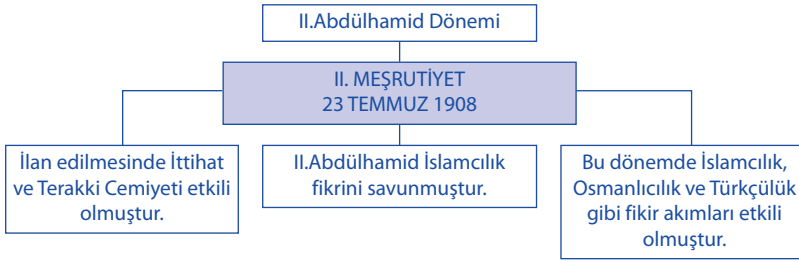 II.Abdülhamid Dönemi
II. MEŞRUTİYET
23 TEMMUZ 1908
İlan edilmesinde İttihat
ve Terakki Cemiyeti etkili
olmuştur.
II.Abdülhamid İslamcılık
fikrini savunmuştur.
Bu dönemde İslamcılık,
Osmanlıcılık ve Türkçülük
gibi fikir akımları etkili
olmuştur.